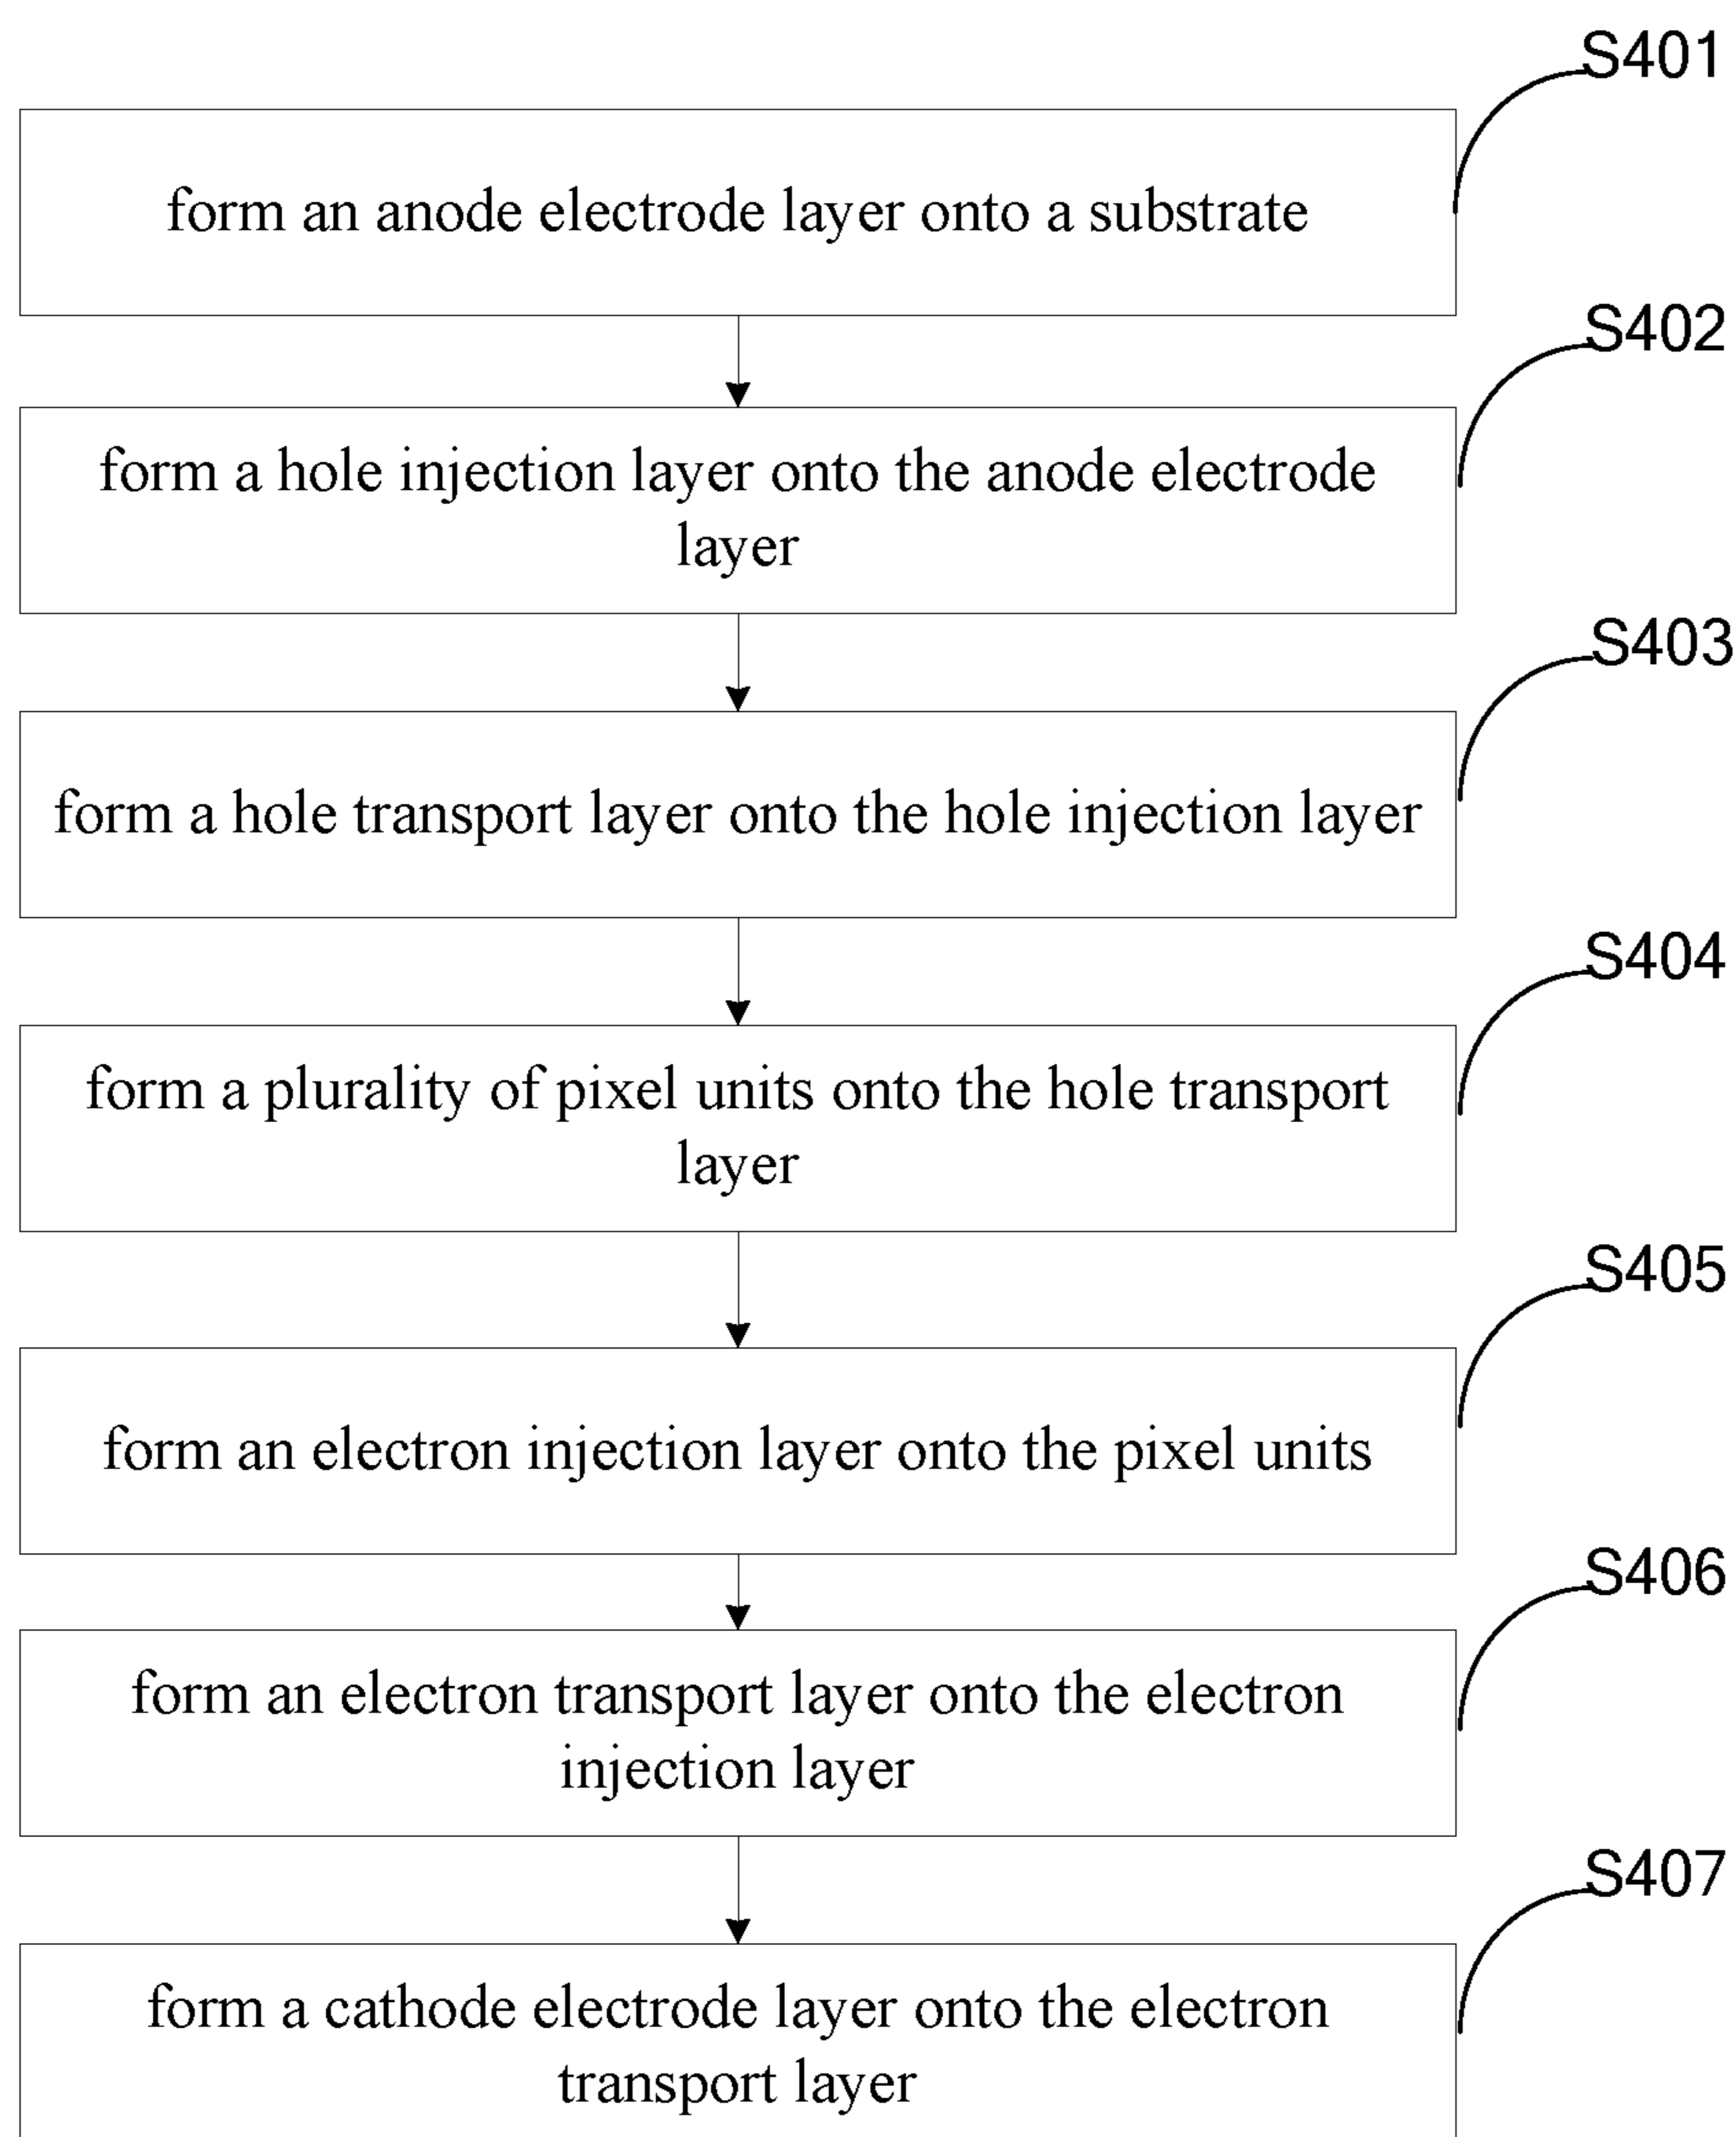 S401
form an anode electrode layer onto a substrate
S402
form a hole injection layer onto the anode electrode
layer
S403
form a hole transport layer onto the hole injection layer
S404
form a plurality of pixel units onto the hole transport
layer
S405
form an electron injection layer onto the pixel units
S406
form an electron transport layer onto the electron
injection layer
S407
form a cathode electrode layer onto the electron
transport layer